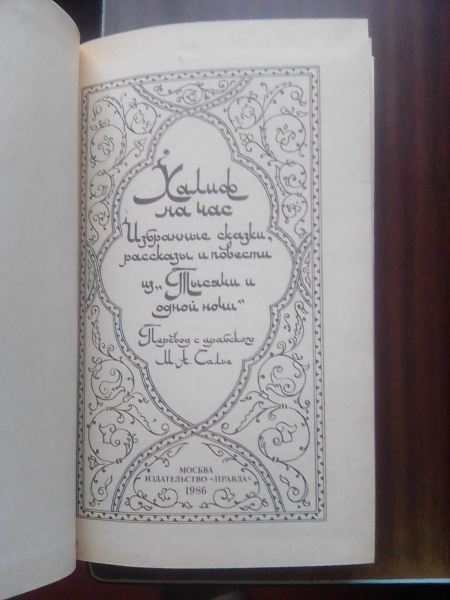 Халиф
на час
Избранные сказки,
рассказы и повести
из „Тысячи и
одной ночи"
Перевод с арабского
М. А. Салье
МОСКВА
ИЗДАТЕЛЬСТВО «ПРАВДА»
1986